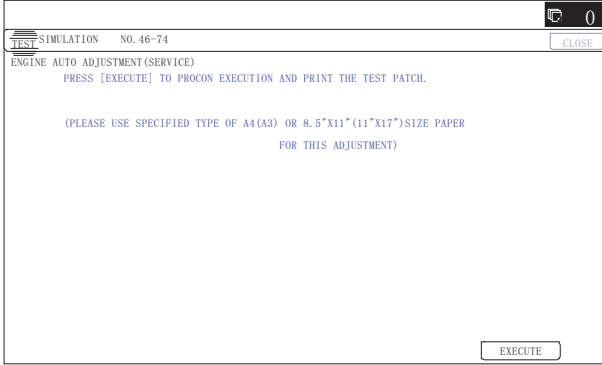 0
TEST SIMULATION NO. 46-74
CLOSE
ENGINE AUTO ADJUSTMENT(SERVICE)
PRESS [EXECUTE] TO PROCON EXECUTION AND PRINT THE TEST PATCH.
(PLEASE USE SPECIFIED TYPE OF A4(A3) OR 8.5″X11″(11″X17″)SIZE PAPER
FOR THIS ADJUSTMENT)
EXECUTE